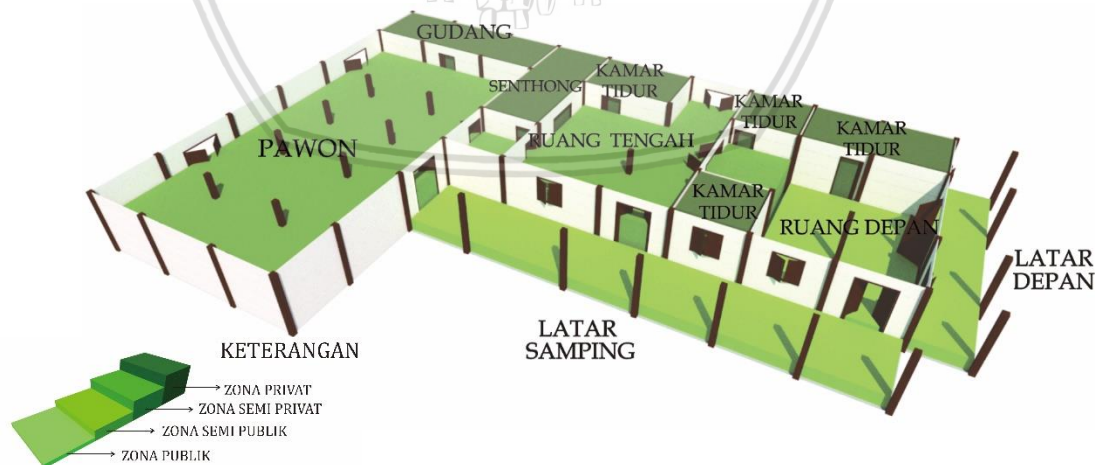 GUDANG
SENTHONG
KAMAR
TIDUR
KAMAR
TIDUR
KAMAR
TIDUR
PAWON
RUANG TENGAH
KAMAR
TIDUR
RUANG DEPAN
LATAR
DEPAN
LATAR
SAMPING
KETERANGAN
ZONA PRIVAT
ZONA SEMI PRIVAT
ZONA SEMI PUBLIK
ZONA PUBLIK